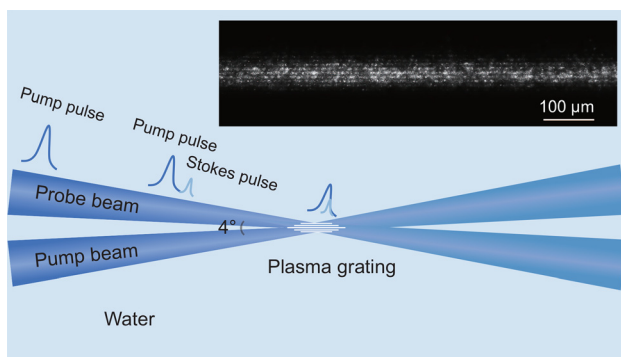 100 μm
Pump pulse
Pump pulse
Stokes pulse
Probe beam
4°
Pump beam
Plasma grating
Water